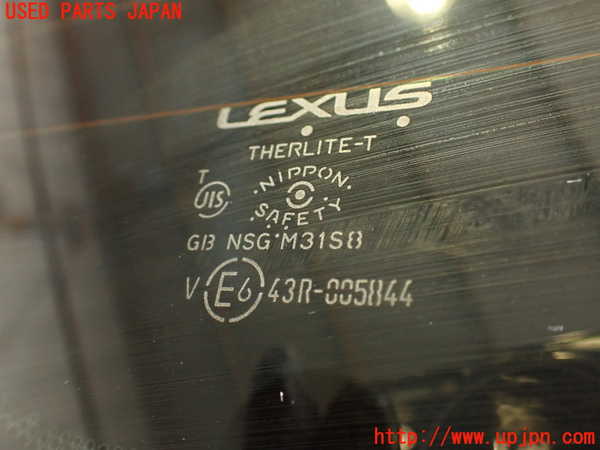 USED PARTS JAPAN
LEXUS
THERLITE-T
T
JIS
NIPPON
SAFETY
GB NSG M31S8
V E6 43R-005844
http://www.upjpn.com/